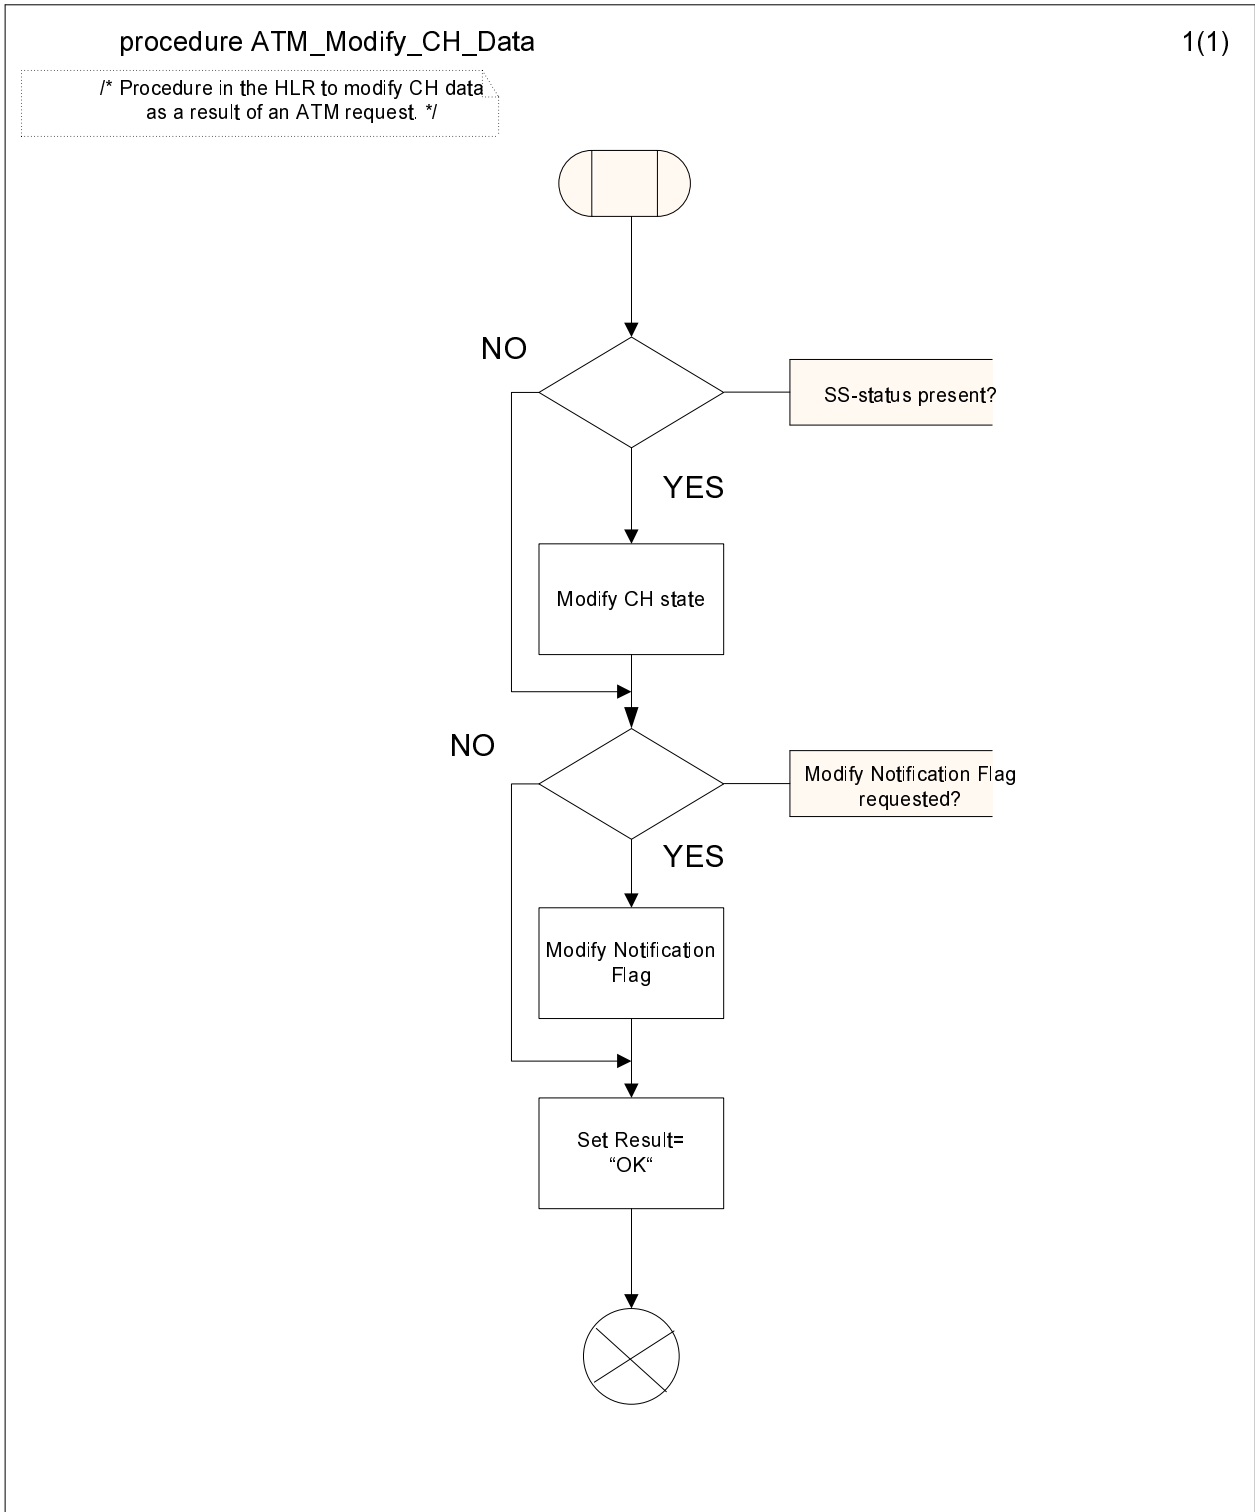 procedure ATM_Modify_CH_Data
1(1)
/* Procedure in the HLR to modify CH data
as a result of an ATM request. */
NO
SS-status present?
YES
Modify CH state
NO
Modify Notification Flag
requested?
YES
Modify Notification
Flag
Set Result=
“OK“